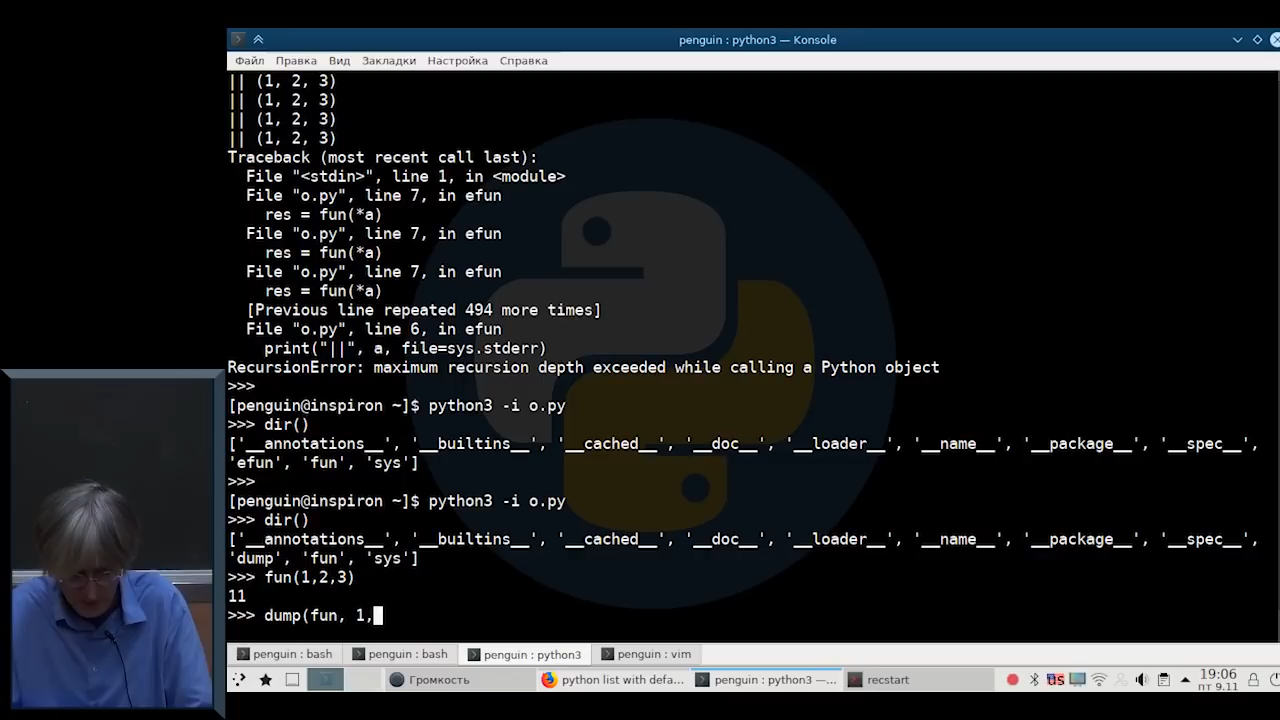 penguin : python3 — Konsole
Файл Правка Вид Закладки Настройка Справка
|| (1, 2, 3)
|| (1, 2, 3)
|| (1, 2, 3)
|| (1, 2, 3)
Traceback (most recent call last):
File "<stdin>", line 1, in <module>
File "o.py", line 7, in efun
res = fun(*a)
File "o.py", line 7, in efun
res = fun(*a)
File "o.py", line 7, in efun
res = fun(*a)
[Previous line repeated 494 more times]
File "o.py", line 6, in efun
print("||", a, file=sys.stderr)
RecursionError: maximum recursion depth exceeded while calling a Python object
>>>
[penguin@inspiron ~]$ python3 -i o.py
>>> dir()
['__annotations__', '__builtins__', '__cached__', '__doc__', '__loader__', '__name__', '__package__', '__spec__',
'efun', 'fun', 'sys']
>>>
[penguin@inspiron ~]$ python3 -i o.py
>>> dir()
['__annotations__', '__builtins__', '__cached__', '__doc__', '__loader__', '__name__', '__package__', '__spec__',
'dump', 'fun', 'sys']
>>> fun(1,2,3)
11
>>> dump(fun, 1,
penguin : bash penguin : bash penguin : python3 penguin : vim
Громкость python list with defa... penguin : python3 —... recstart us 19:06
пт 9.11